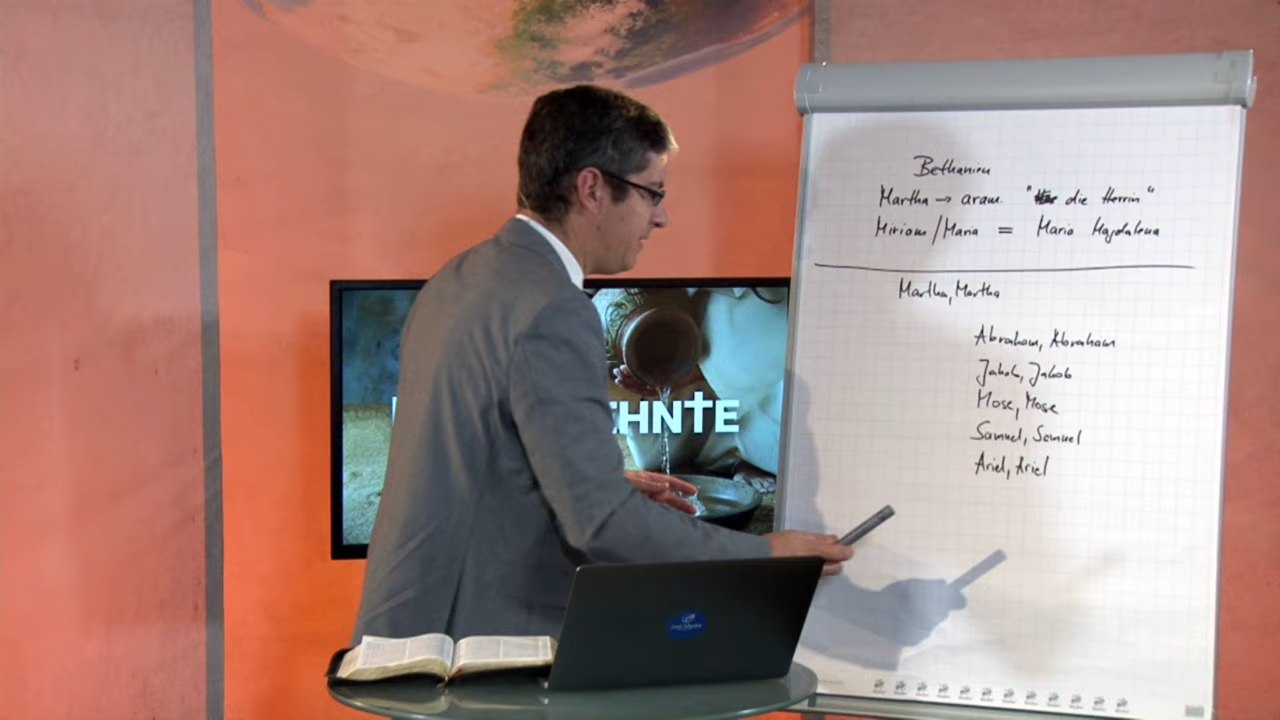 Bethanien
Martha → aram. "die Herrin"
Miriam/Maria = Maria Magdalena
Martha, Martha
Abraham, Abraham
Jakob, Jakob
Mose, Mose
Samuel, Samuel
Ariel, Ariel
EHNTE